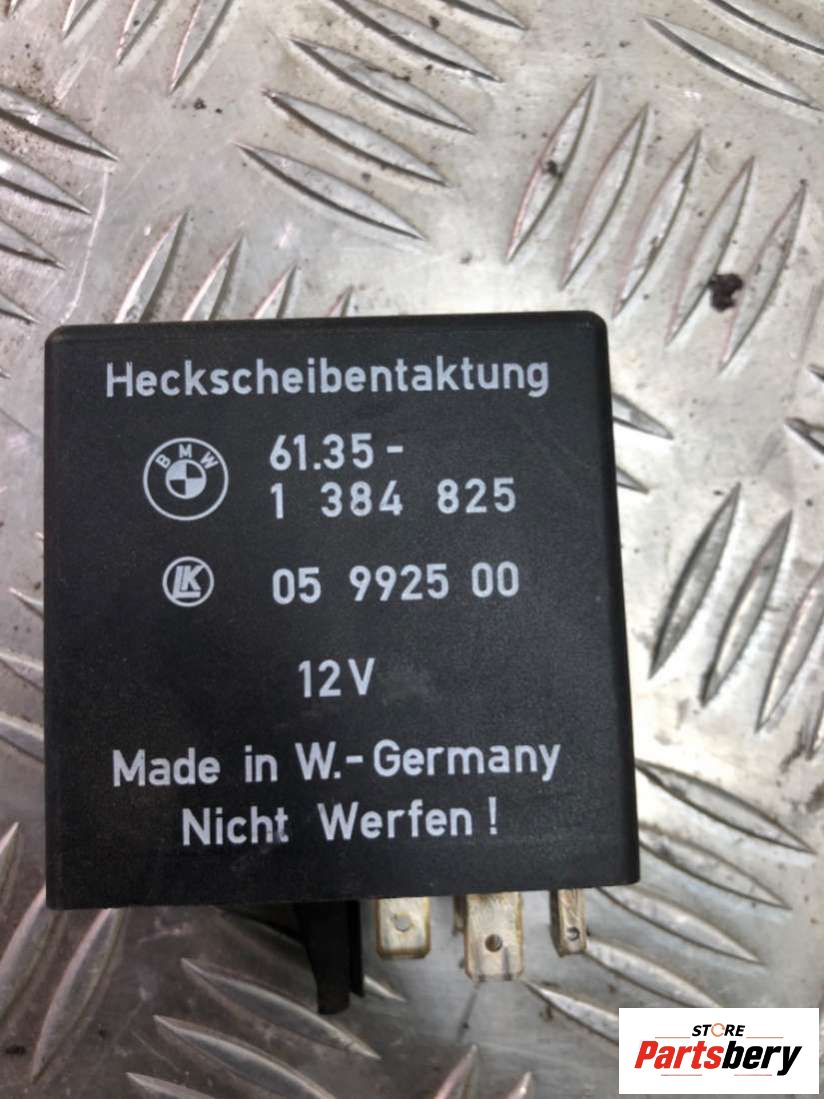 Heckscheibentaktung
BMW
61.35-
1 384 825
LK
05 9925 00
12V
Made in W.-Germany
Nicht Werfen!
STORE
Partsbery